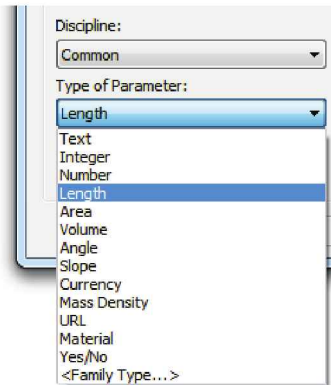 Discipline:
Common
Type of Parameter:
Length
Text
Integer
Number
Length
Area
Volume
Angle
Slope
Currency
Mass Density
URL
Material
Yes/No
<Family Type...>